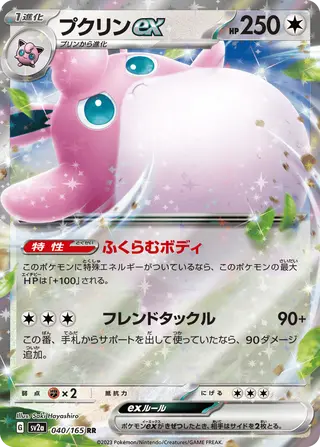 1進化
プクリンex
HP250
プリンから進化
特性
とくせい
ふくらむボディ
このポケモンに特殊エネルギーがついているなら、このポケモンの最大
HPは「+100」される。
フレンドタックル 90+
この番、手札からサポートを出して使っていたなら、90ダメージ
追加。
弱点 ×2 抵抗力 にげる
Illus. Saki Hayashiro
G sv2a 040/165 RR
exルール
ポケモンexがきぜつしたとき、相手はサイドを2枚とる。
©2023 Pokémon/Nintendo/Creatures/GAME FREAK.